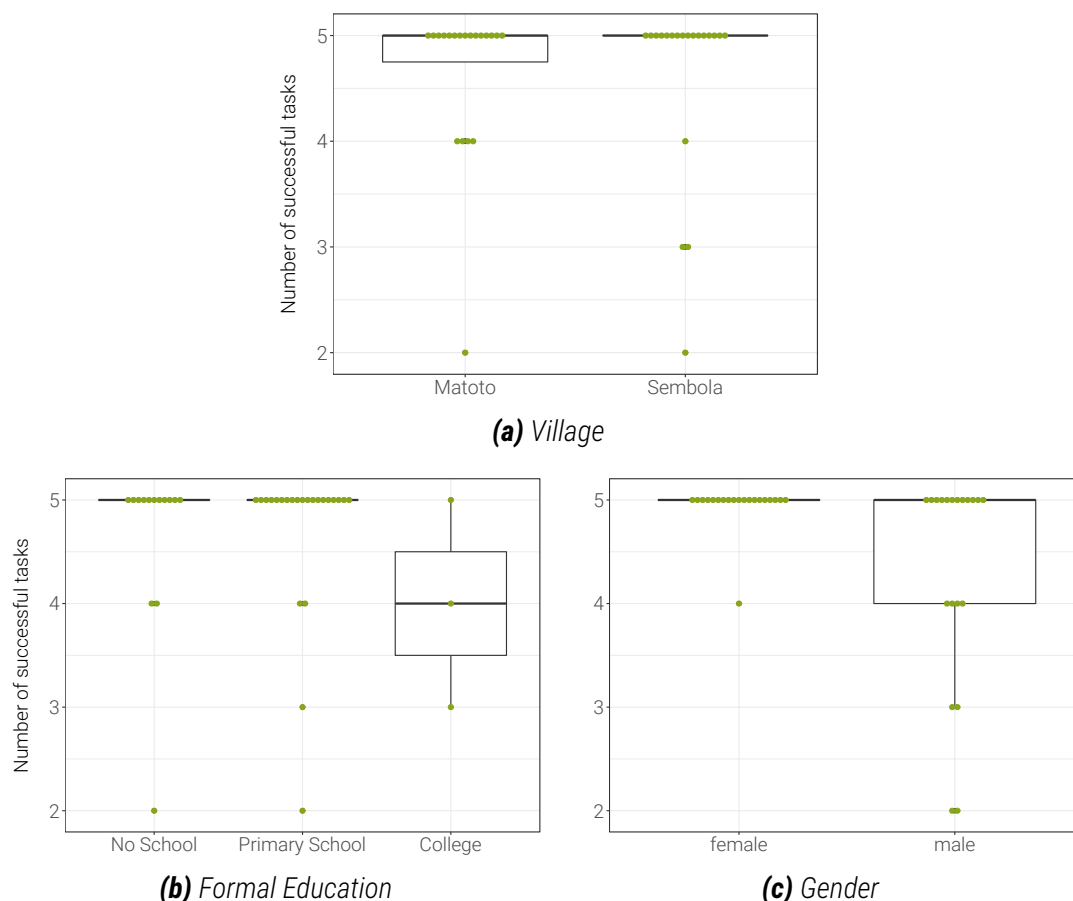 Number of successful tasks
5
4
3
2
Matoto Sembola
(a) Village
Number of successful tasks
5
4
3
2
No School Primary School College
(b) Formal Education
5
4
3
2
female male
(c) Gender